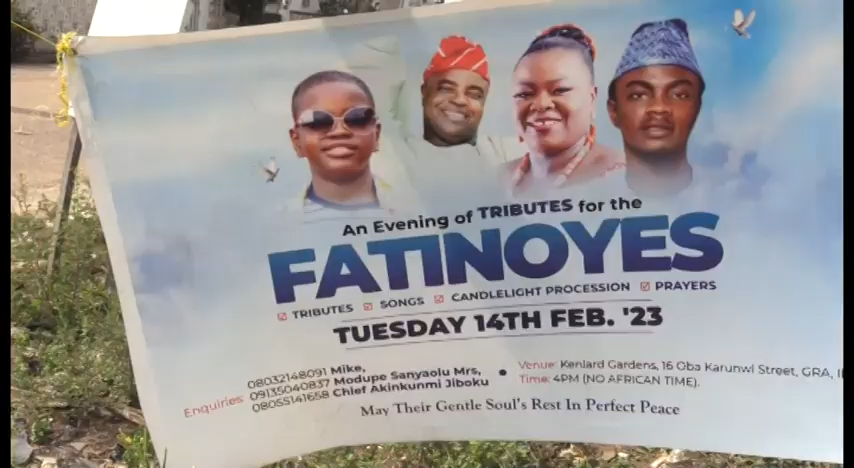 An Evening of TRIBUTES for the
FATINOYES
TRIBUTES SONGS CANDLELIGHT PROCESSION PRAYERS
TUESDAY 14TH FEB. '23
Enquiries:
08032148091 Mike,
09135040837 Modupe Sanyaolu Mrs,
08055141658 Chief Akinkunmi Jiboku
Venue: Kenlard Gardens, 16 Oba Karunwi Street, GRA,
Time: 4PM (NO AFRICAN TIME).
May Their Gentle Soul's Rest In Perfect Peace